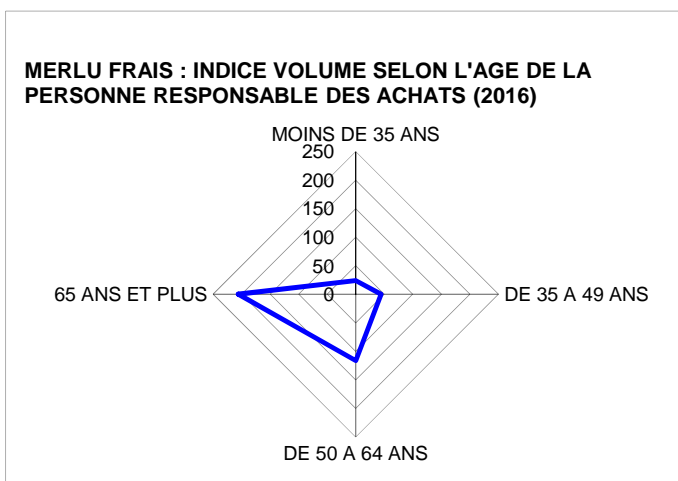 MERLU FRAIS : INDICE VOLUME SELON L'AGE DE LA
PERSONNE RESPONSABLE DES ACHATS (2016)
MOINS DE 35 ANS
250
200
150
100
50
65 ANS ET PLUS
0
DE 35 A 49 ANS
DE 50 A 64 ANS